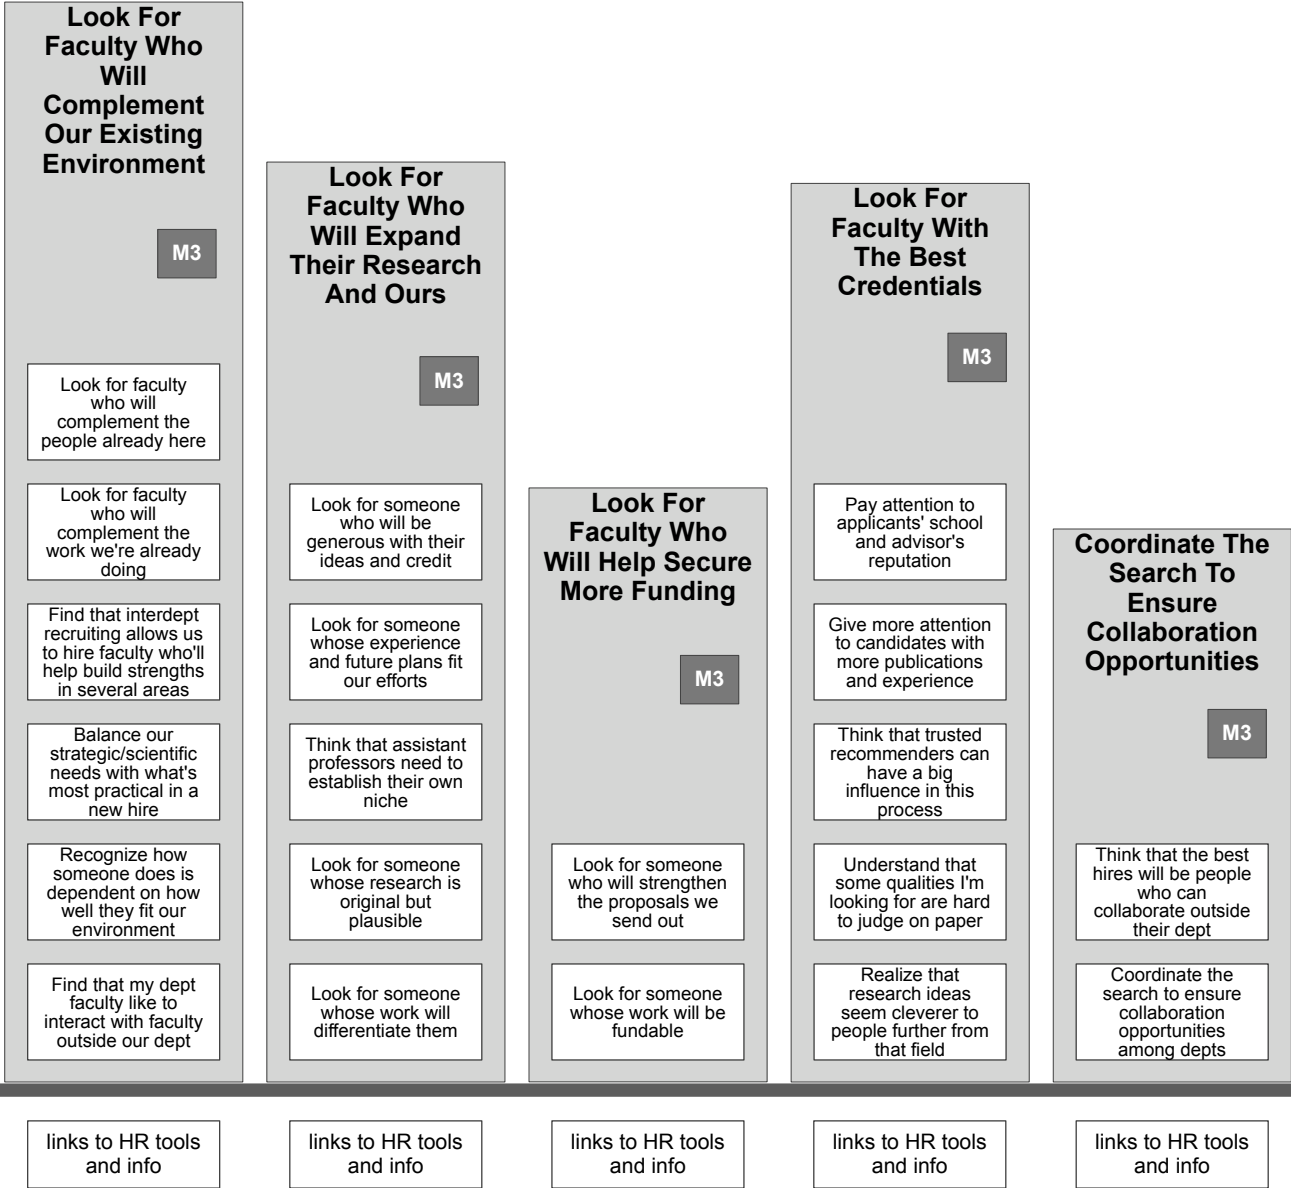 Look For
Faculty Who
Will
Complement
Our Existing
Environment
M3
Look for faculty
who will
complement the
people already here
Look for faculty
who will
complement the
work we're already
doing
Find that interdept
recruiting allows us
to hire faculty who'll
help build strengths
in several areas
Balance our
strategic/scientific
needs with what's
most practical in a
new hire
Recognize how
someone does is
dependent on how
well they fit our
environment
Find that my dept
faculty like to
interact with faculty
outside our dept
links to HR tools
and info
Look For
Faculty Who
Will Expand
Their Research
And Ours
M3
Look for someone
who will be
generous with their
ideas and credit
Look for someone
whose experience
and future plans fit
our efforts
Think that assistant
professors need to
establish their own
niche
Look for someone
whose research is
original but
plausible
Look for someone
whose work will
differentiate them
links to HR tools
and info
Look For
Faculty Who
Will Help Secure
More Funding
M3
Look for someone
who will strengthen
the proposals we
send out
Look for someone
whose work will be
fundable
links to HR tools
and info
Look For
Faculty With
The Best
Credentials
M3
Pay attention to
applicants' school
and advisor's
reputation
Give more attention
to candidates with
more publications
and experience
Think that trusted
recommenders can
have a big
influence in this
process
Understand that
some qualities I'm
looking for are hard
to judge on paper
Realize that
research ideas
seem cleverer to
people further from
that field
links to HR tools
and info
Coordinate The
Search To
Ensure
Collaboration
Opportunities
M3
Think that the best
hires will be people
who can
collaborate outside
their dept
Coordinate the
search to ensure
collaboration
opportunities
among depts
links to HR tools
and info